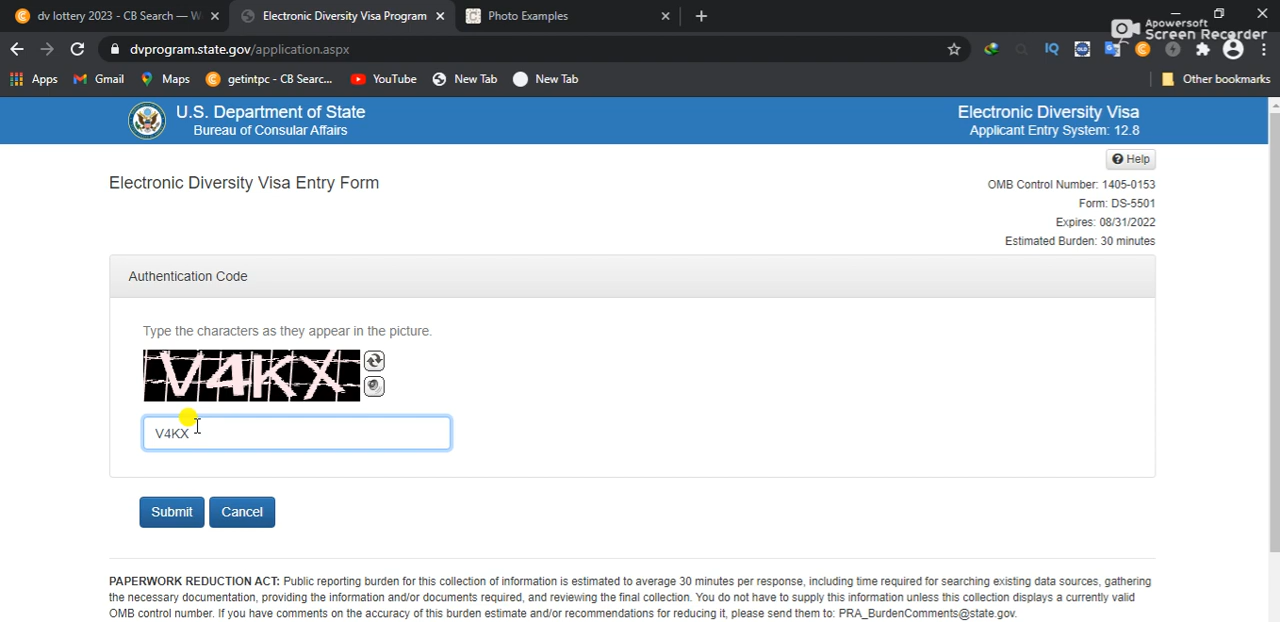 dv lottery 2023 - CB Search — W
Electronic Diversity Visa Program
Photo Examples
Apowersoft
Screen Recorder
dvprogram.state.gov/application.aspx
IQ
Apps
Gmail
Maps
getintpc - CB Searc...
YouTube
New Tab
New Tab
Other bookmarks
U.S. Department of State
Bureau of Consular Affairs
Electronic Diversity Visa
Applicant Entry System: 12.8
Help
Electronic Diversity Visa Entry Form
OMB Control Number: 1405-0153
Form: DS-5501
Expires: 08/31/2022
Estimated Burden: 30 minutes
Authentication Code
Type the characters as they appear in the picture.
V4KX
V4KX
Submit
Cancel
PAPERWORK REDUCTION ACT: Public reporting burden for this collection of information is estimated to average 30 minutes per response, including time required for searching existing data sources, gathering
the necessary documentation, providing the information and/or documents required, and reviewing the final collection. You do not have to supply this information unless this collection displays a currently valid
OMB control number. If you have comments on the accuracy of this burden estimate and/or recommendations for reducing it, please send them to: PRA_BurdenComments@state.gov.